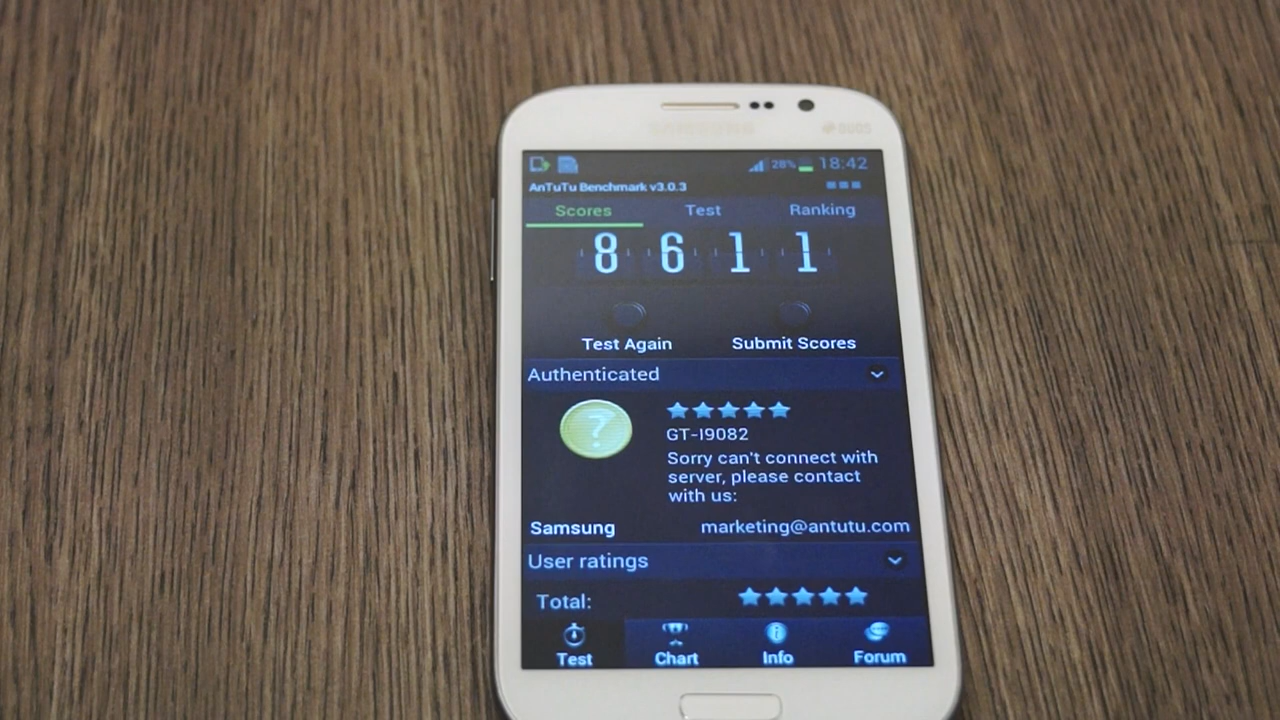 SAMSUNG
DUOS
28% 18:42
AnTuTu Benchmark v3.0.3
Scores Test Ranking
8 6 1 1
Test Again Submit Scores
Authenticated
?
GT-I9082
Sorry can't connect with
server, please contact
with us:
Samsung marketing@antutu.com
User ratings
Total:
Test Chart Info Forum